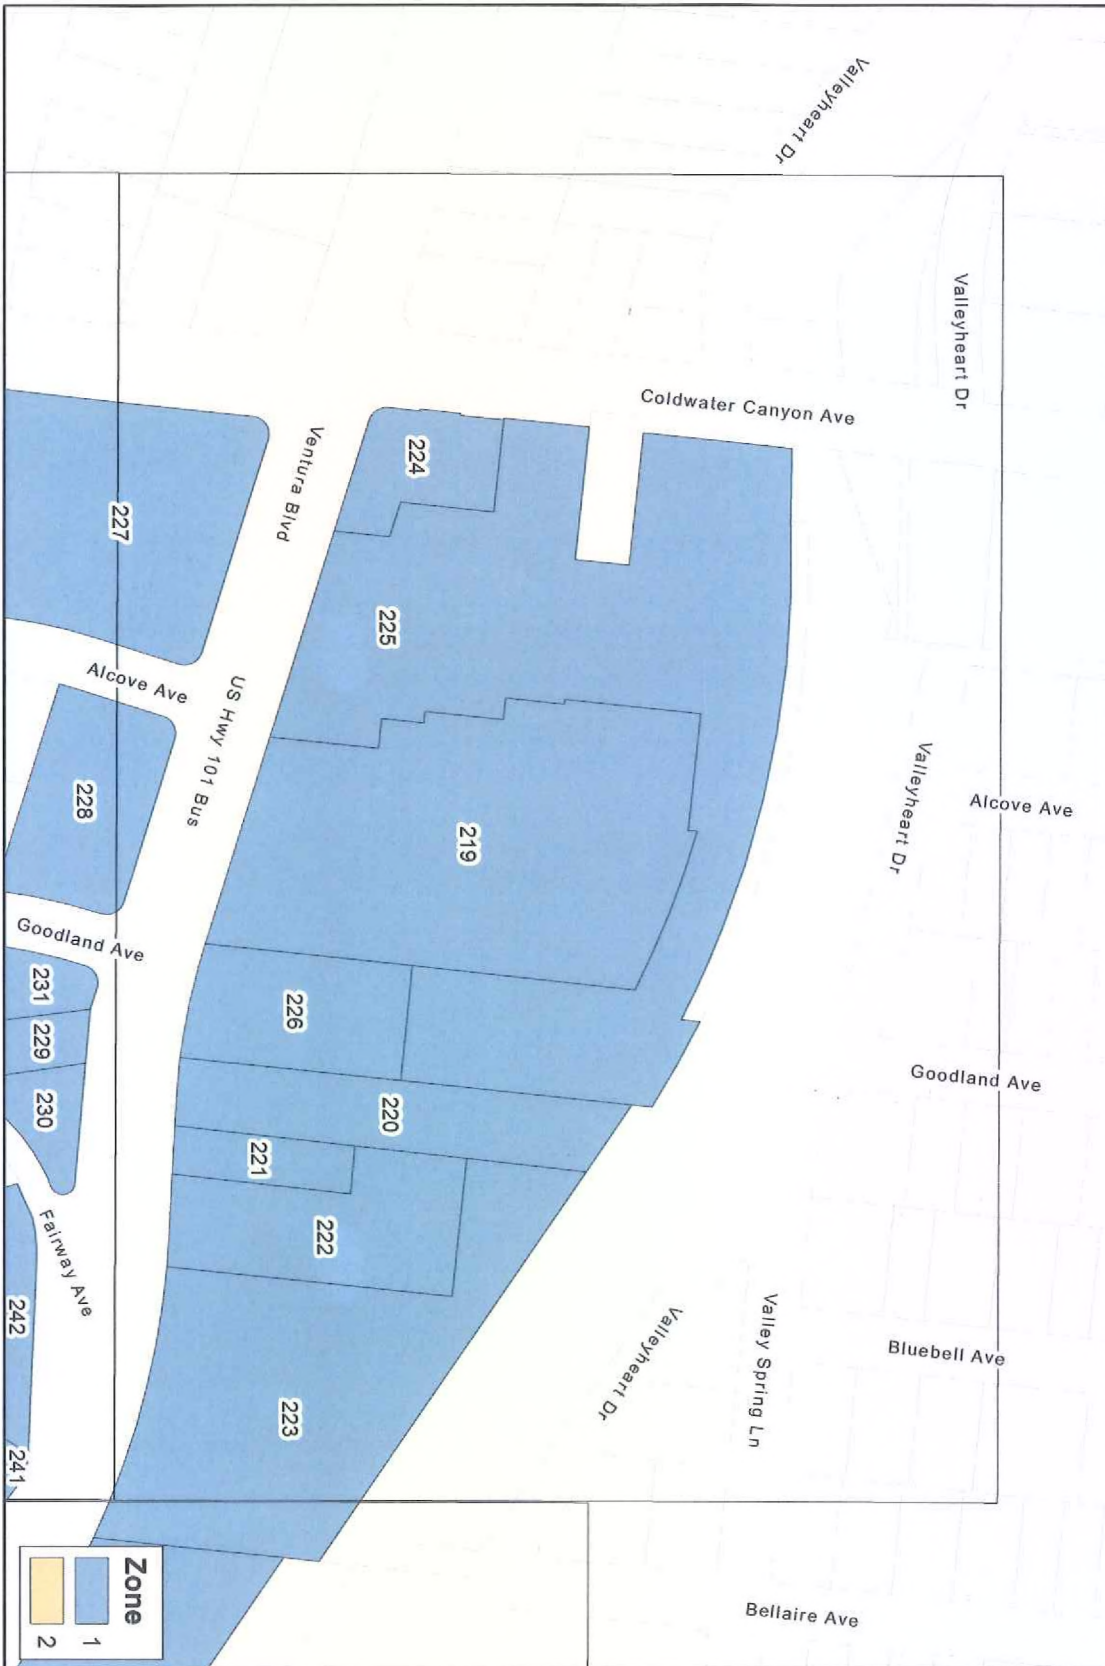 Valleyheart Dr
Valleyheart Dr
Coldwater Canyon Ave
224
Ventura Blvd
227
225
Alcove Ave
US Hwy 101 Bus
Valleyheart Dr
Alcove Ave
228
219
Goodland Ave
231
226
229
Goodland Ave
230
220
221
222
Fairway Ave
242
Valleyheart Dr
Valley Spring Ln
Bluebell Ave
223
241
Zone
1
2
Bellaire Ave